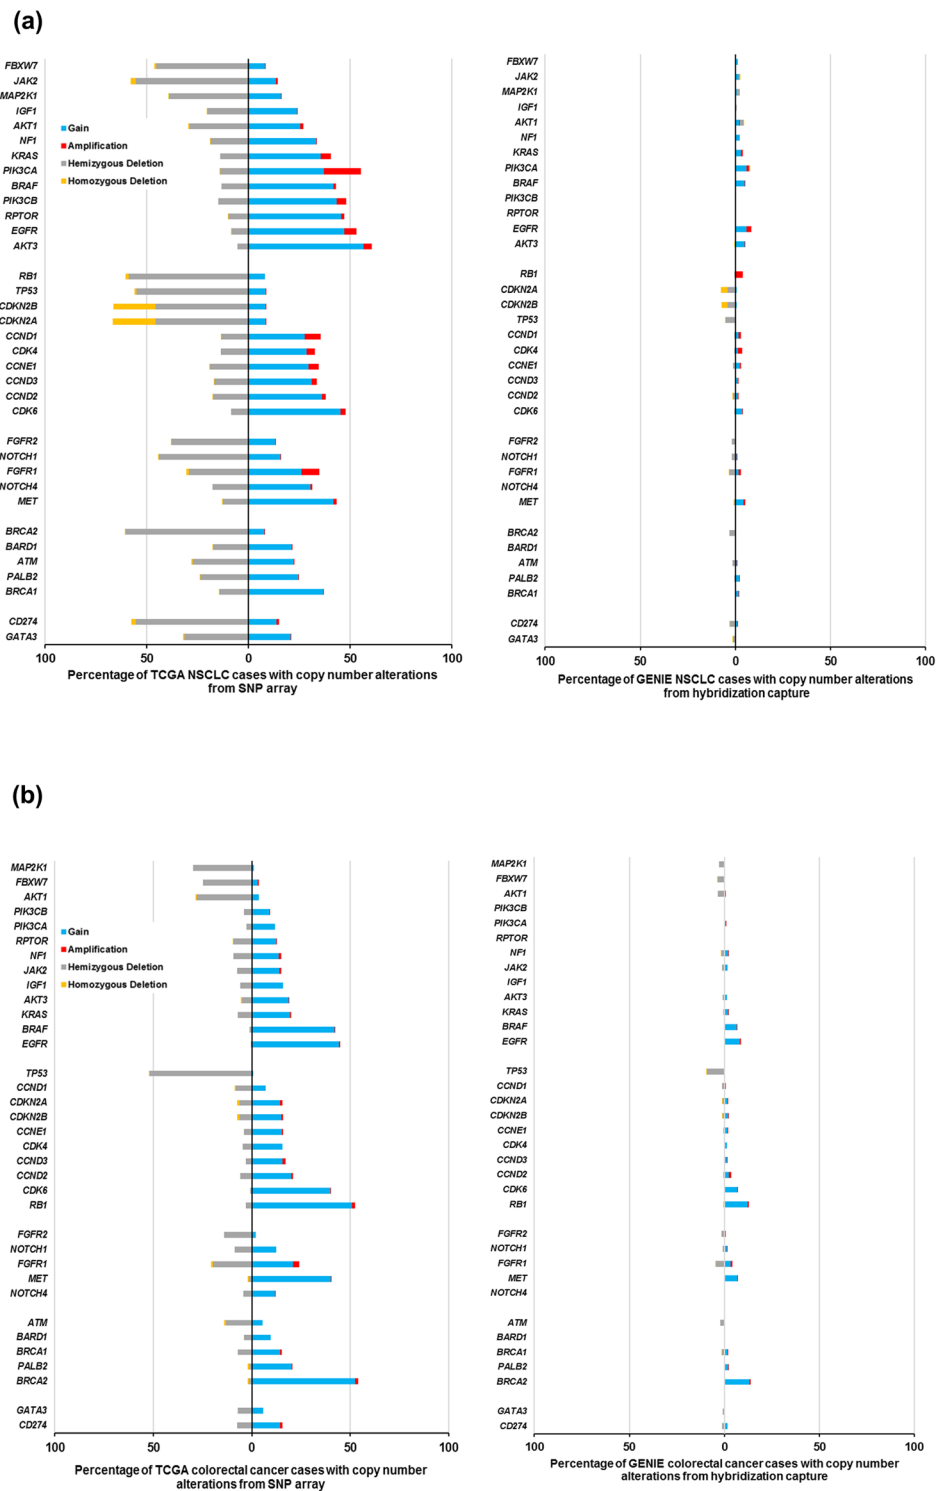 (a)
FBXW7
JAK2
MAP2K1
IGF1
AKT1
NF1
KRAS
PIK3CA
BRAF
PIK3CB
RPTOR
EGFR
AKT3
RB1
TP53
CDKN2B
CDKN2A
CCND1
CDK4
CCNE1
CCND3
CCND2
CDK6
FGFR2
NOTCH1
FGFR1
NOTCH4
MET
BRCA2
BARD1
ATM
PALB2
BRCA1
CD274
GATA3
Gain
Amplification
Hemizygous Deletion
Homozygous Deletion
100 50 0 50 100
Percentage of TCGA NSCLC cases with copy number alterations
from SNP array
FBXW7
JAK2
MAP2K1
IGF1
AKT1
NF1
KRAS
PIK3CA
BRAF
PIK3CB
RPTOR
EGFR
AKT3
RB1
CDKN2A
CDKN2B
TP53
CCND1
CDK4
CCNE1
CCND3
CCND2
CDK6
FGFR2
NOTCH1
FGFR1
NOTCH4
MET
BRCA2
BARD1
ATM
PALB2
BRCA1
CD274
GATA3
100 50 0 50 100
Percentage of GENIE NSCLC cases with copy number alterations
from hybridization capture
(b)
MAP2K1
FBXW7
AKT1
PIK3CB
PIK3CA
RPTOR
NF1
JAK2
IGF1
AKT3
KRAS
BRAF
EGFR
TP53
CCND1
CDKN2A
CDKN2B
CCNE1
CDK4
CCND3
CCND2
CDK6
RB1
FGFR2
NOTCH1
FGFR1
MET
NOTCH4
ATM
BARD1
BRCA1
PALB2
BRCA2
GATA3
CD274
Gain
Amplification
Hemizygous Deletion
Homozygous Deletion
100 50 0 50 100
Percentage of TCGA colorectal cancer cases with copy number
alterations from SNP array
MAP2K1
FBXW7
AKT1
PIK3CB
PIK3CA
RPTOR
NF1
JAK2
IGF1
AKT3
KRAS
BRAF
EGFR
TP53
CCND1
CDKN2A
CDKN2B
CCNE1
CDK4
CCND3
CCND2
CDK6
RB1
FGFR2
NOTCH1
FGFR1
MET
NOTCH4
ATM
BARD1
BRCA1
PALB2
BRCA2
GATA3
CD274
100 50 0 50 100
Percentage of GENIE colorectal cancer cases with copy number
alterations from hybridization capture